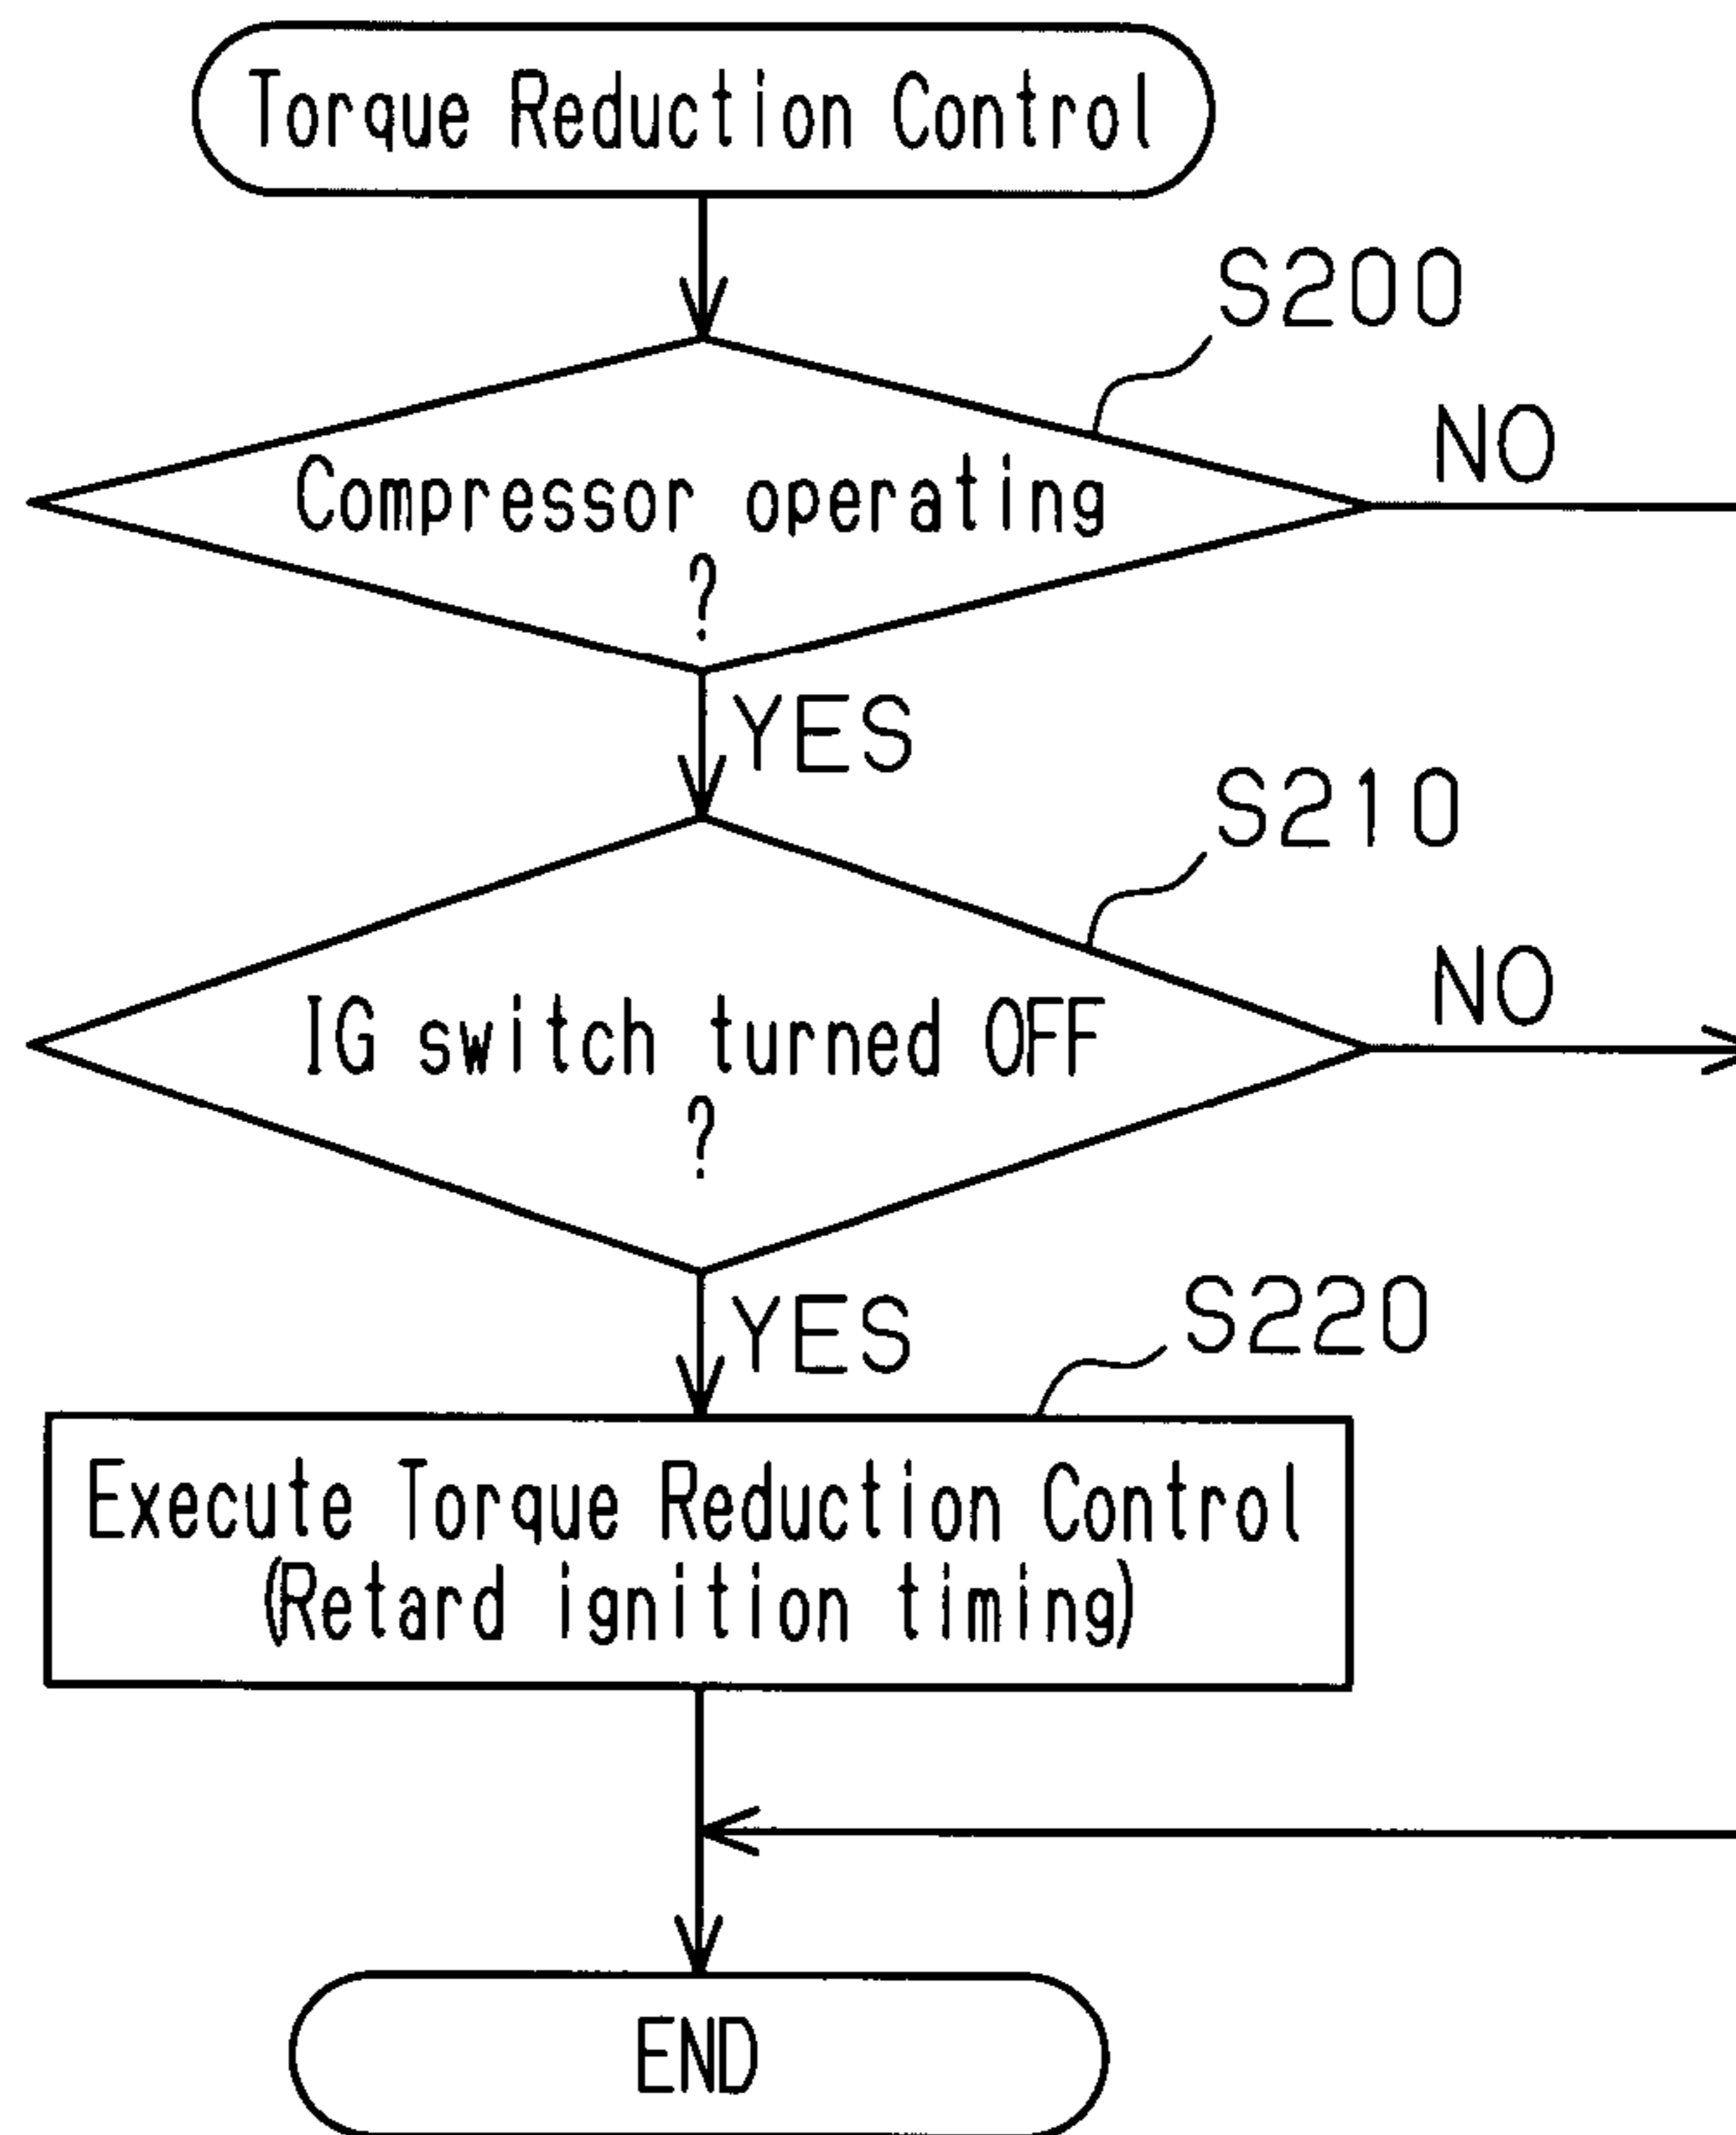 Torque Reduction Control
S200
NO
Compressor operating
?
YES
S210
NO
IG switch turned OFF
?
YES
S220
Execute Torque Reduction Control
(Retard ignition timing)
END